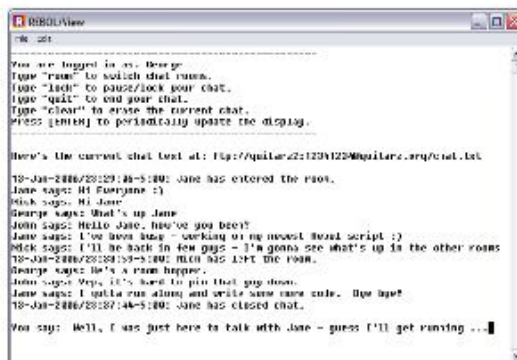 REBOL/View
File Edit
--------------------------------------------------
You are logged in as: George
Type "room" to switch chat rooms.
Type "lock" to pause/lock your chat.
Type "quit" to end your chat.
Type "clear" to erase the current chat.
Press [ENTER] to periodically update the display.
--------------------------------------------------
Here's the current chat text at:
Jane has entered the room.
Jane says: Hi Everyone :)
Nick says: Hi Jane
George says: What's up Jane
John says: Hello Jane, how've you been?
Jane says: I've been busy - working on my newest Rebol script :)
Nick says: I'll be back in few guys - I'm gonna see what's up in the other rooms
Nick has left the room.
George says: He's a room hopper.
John says: Yep, it's hard to pin that guy down.
Jane says: I gotta run along and write some more code. Bye bye!
Jane has closed chat.
You say: Well, I was just here to talk with Jane - guess I'll get running ...